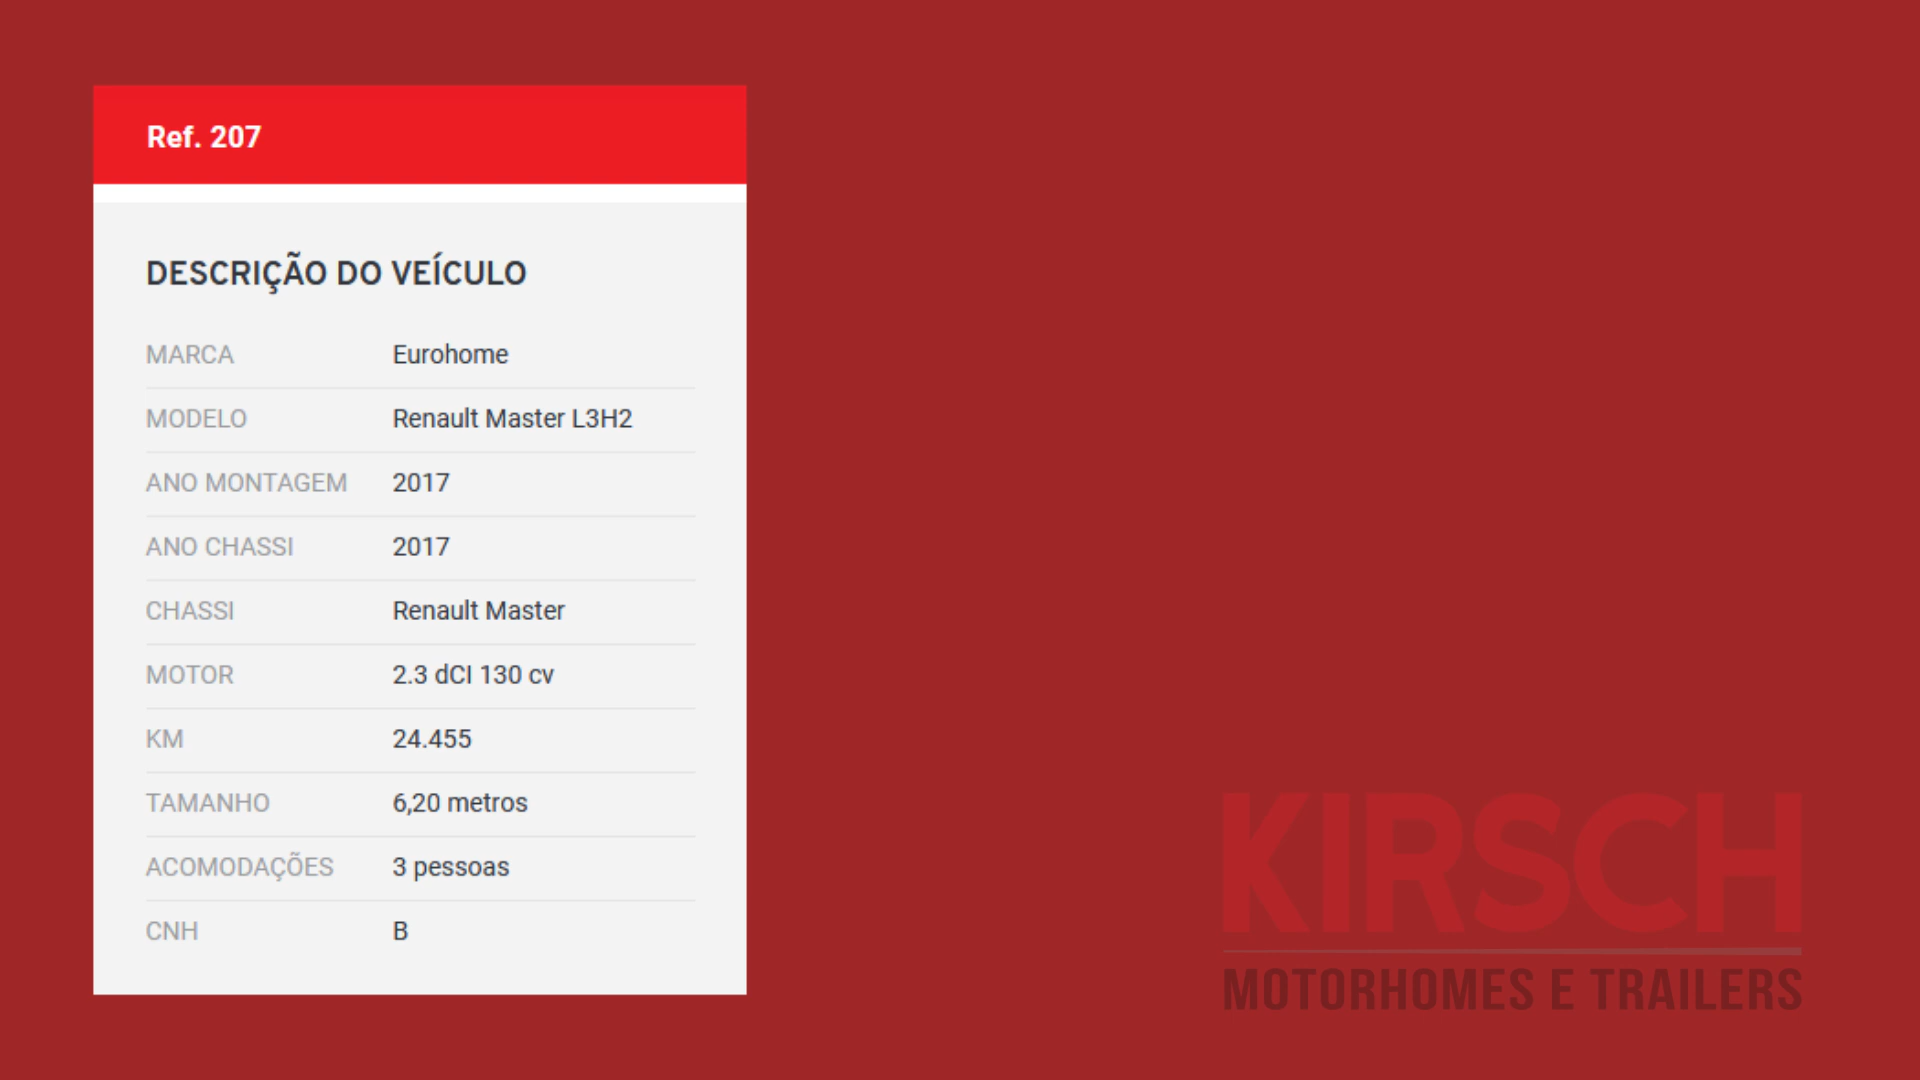 Ref. 207
DESCRIÇÃO DO VEÍCULO
MARCA Eurohome
MODELO Renault Master L3H2
ANO MONTAGEM 2017
ANO CHASSI 2017
CHASSI Renault Master
MOTOR 2.3 dCI 130 cv
KM 24.455
TAMANHO 6,20 metros
ACOMODAÇÕES 3 pessoas
CNH B
KIRSCH
MOTORHOMES E TRAILERS